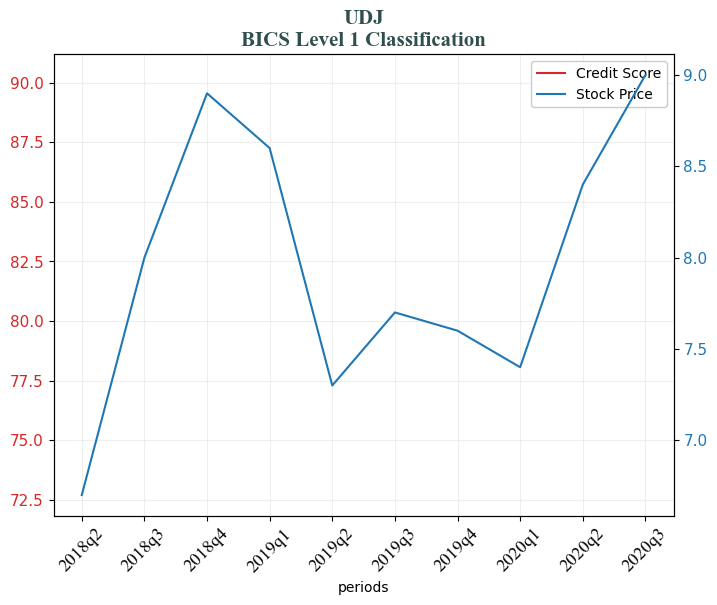 UDJ
BICS Level 1 Classification
Credit Score
Stock Price
90.0
87.5
85.0
82.5
80.0
77.5
75.0
72.5
9.0
8.5
8.0
7.5
7.0
2018q2
2018q3
2018q4
2019q1
2019q2
2019q3
2019q4
2020q1
2020q2
2020q3
periods